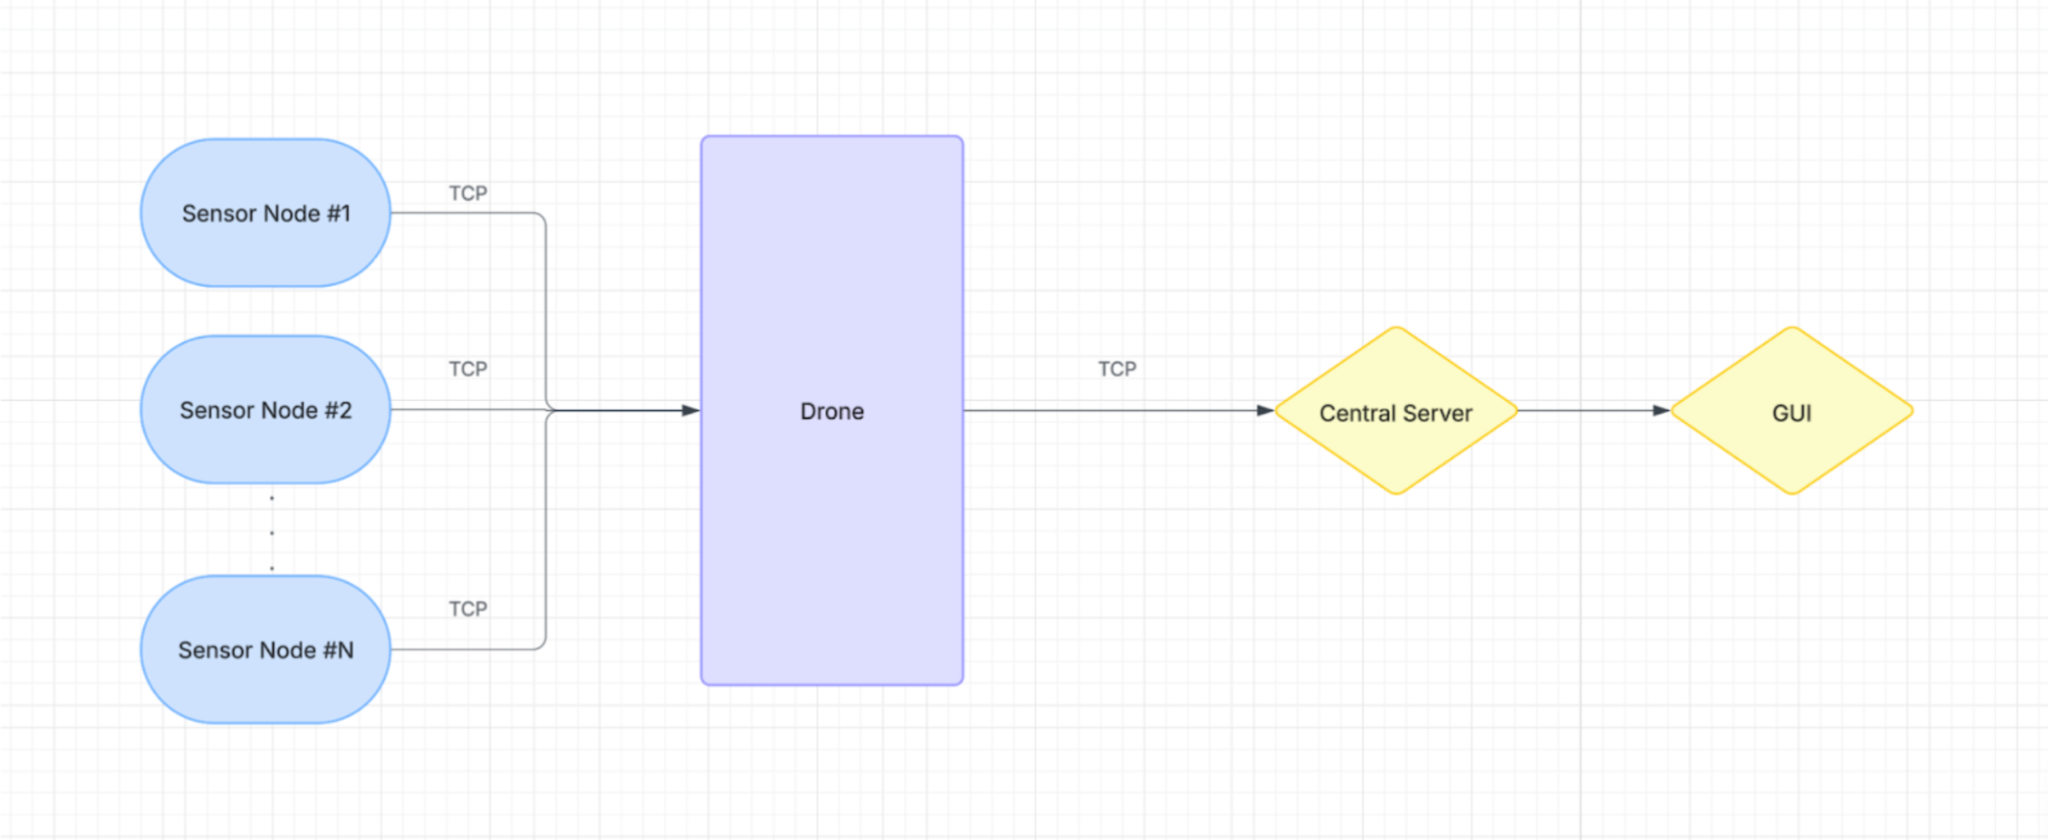 Sensor Node #1
TCP
Sensor Node #2
TCP
Sensor Node #N
TCP
Drone
TCP
Central Server
GUI